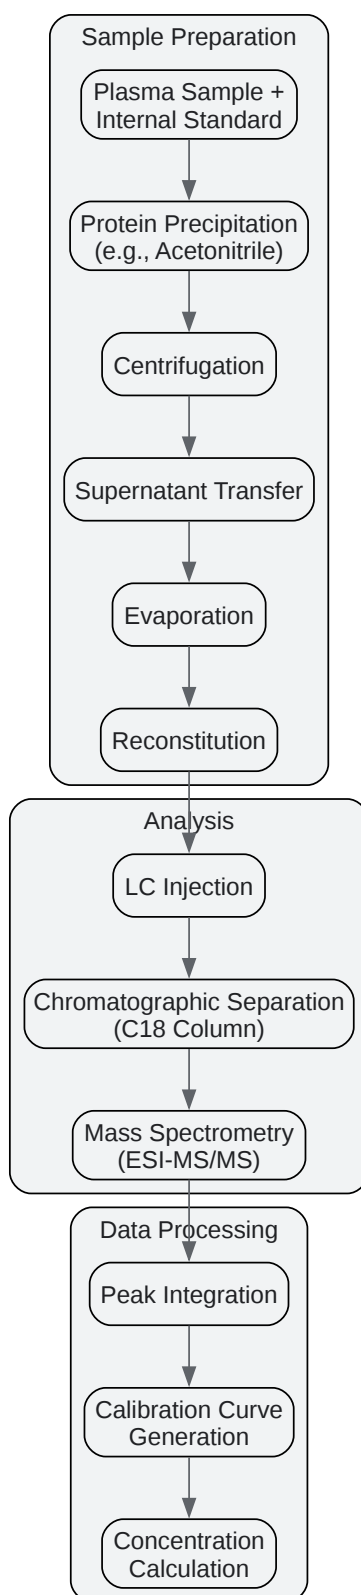 Sample Preparation
Plasma Sample +
Internal Standard
Protein Precipitation
(e.g., Acetonitrile)
Centrifugation
Supernatant Transfer
Evaporation
Reconstitution
Analysis
LC Injection
Chromatographic Separation
(C18 Column)
Mass Spectrometry
(ESI-MS/MS)
Data Processing
Peak Integration
Calibration Curve
Generation
Concentration
Calculation